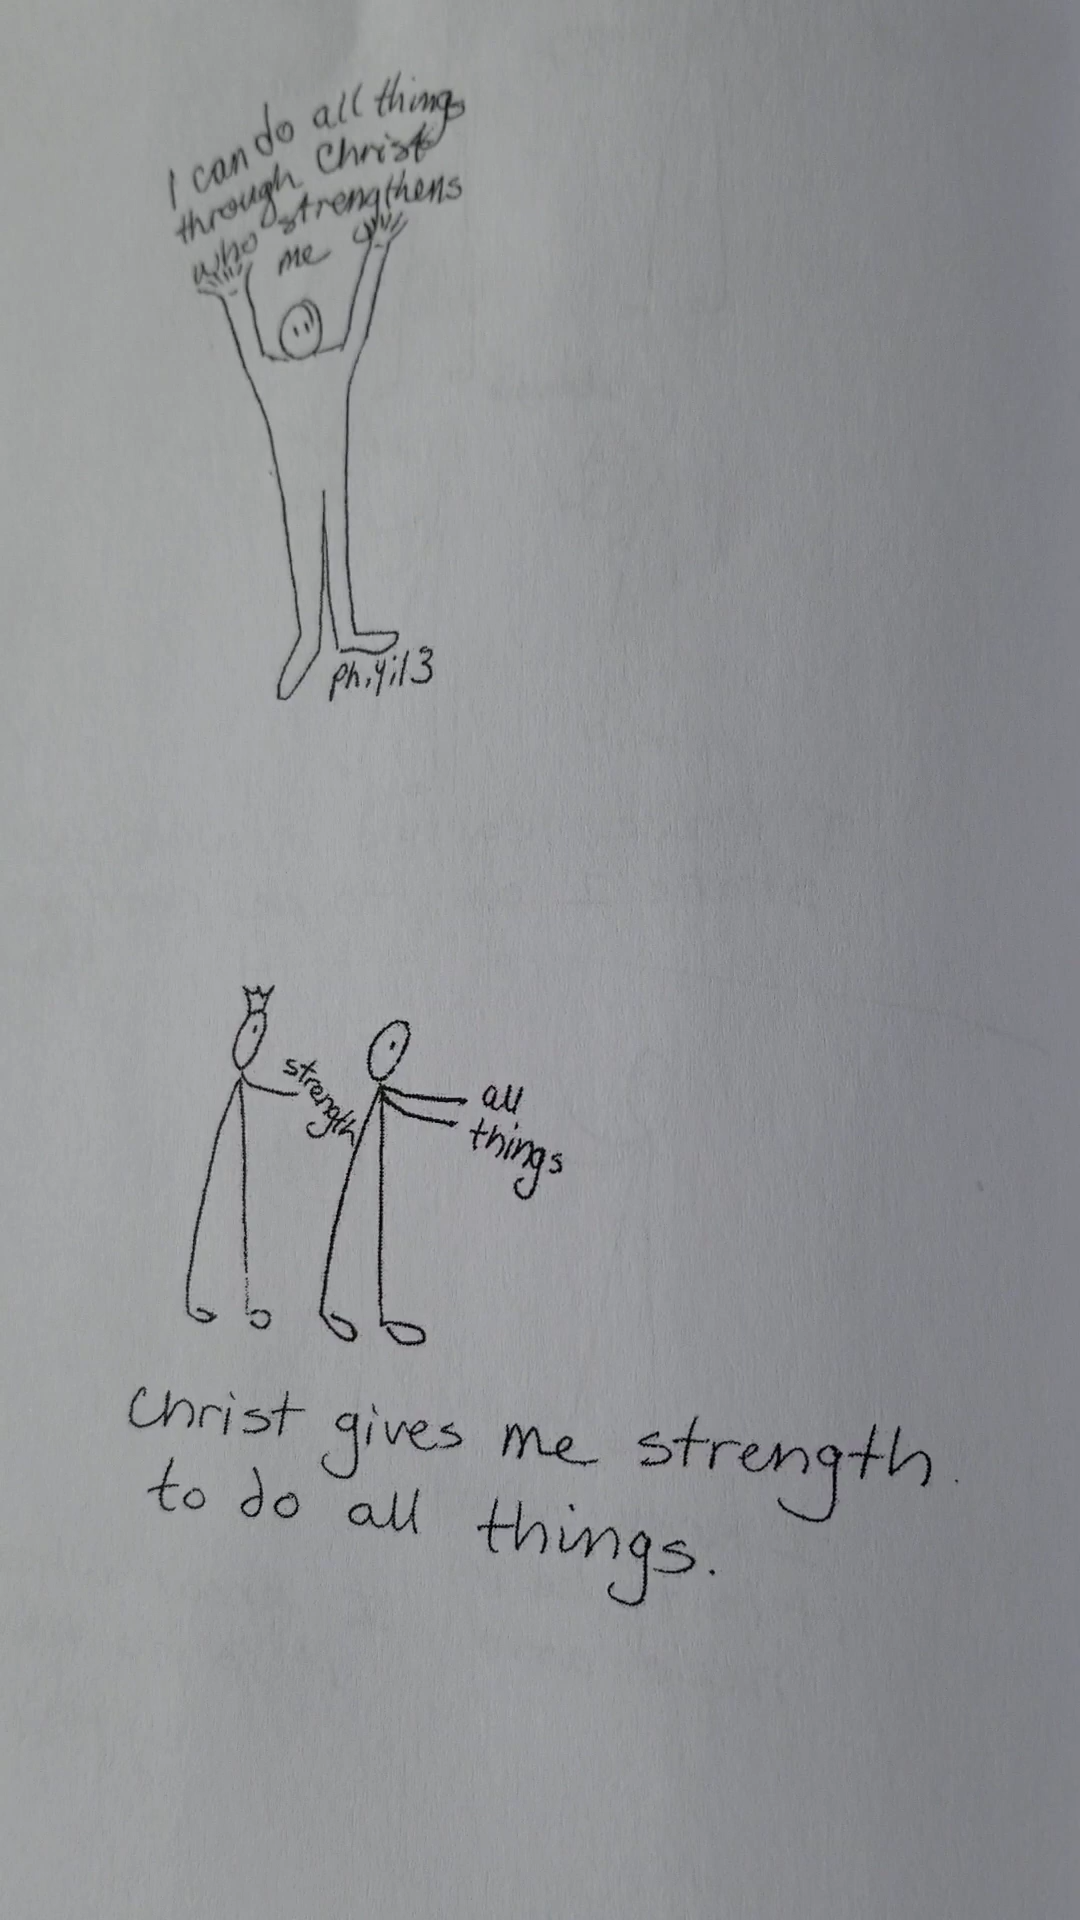 I can do all things
through Christ
who strengthens
me
ph.4:13
strength
all
things
Christ gives me strength.
to do all things.